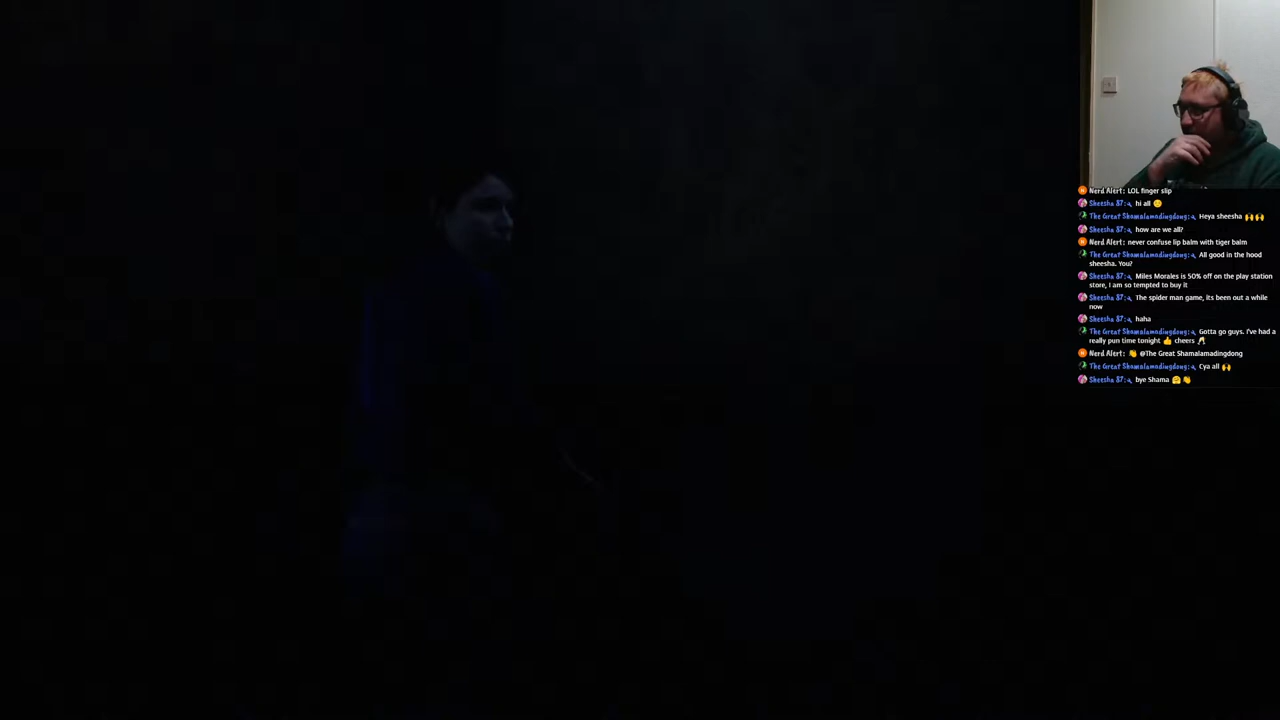 Nerd Alert: LOL finger slip
Sheesha 87: hi all 😊
The Great Shamalamadingdong: Heya sheesha 🙌🙌
Sheesha 87: how are we all?
Nerd Alert: never confuse lip balm with tiger balm
The Great Shamalamadingdong: All good in the hood
sheesha. You?
Sheesha 87: Miles Morales is 50% off on the play station
store, I am so tempted to buy it
Sheesha 87: The spider man game, its been out a while
now
Sheesha 87: haha
The Great Shamalamadingdong: Gotta go guys. I've had a
really pun time tonight 👍 cheers 🥂
Nerd Alert: 👏 @The Great Shamalamadingdong
The Great Shamalamadingdong: Cya all 🙌
Sheesha 87: bye Shama 🤗 👏